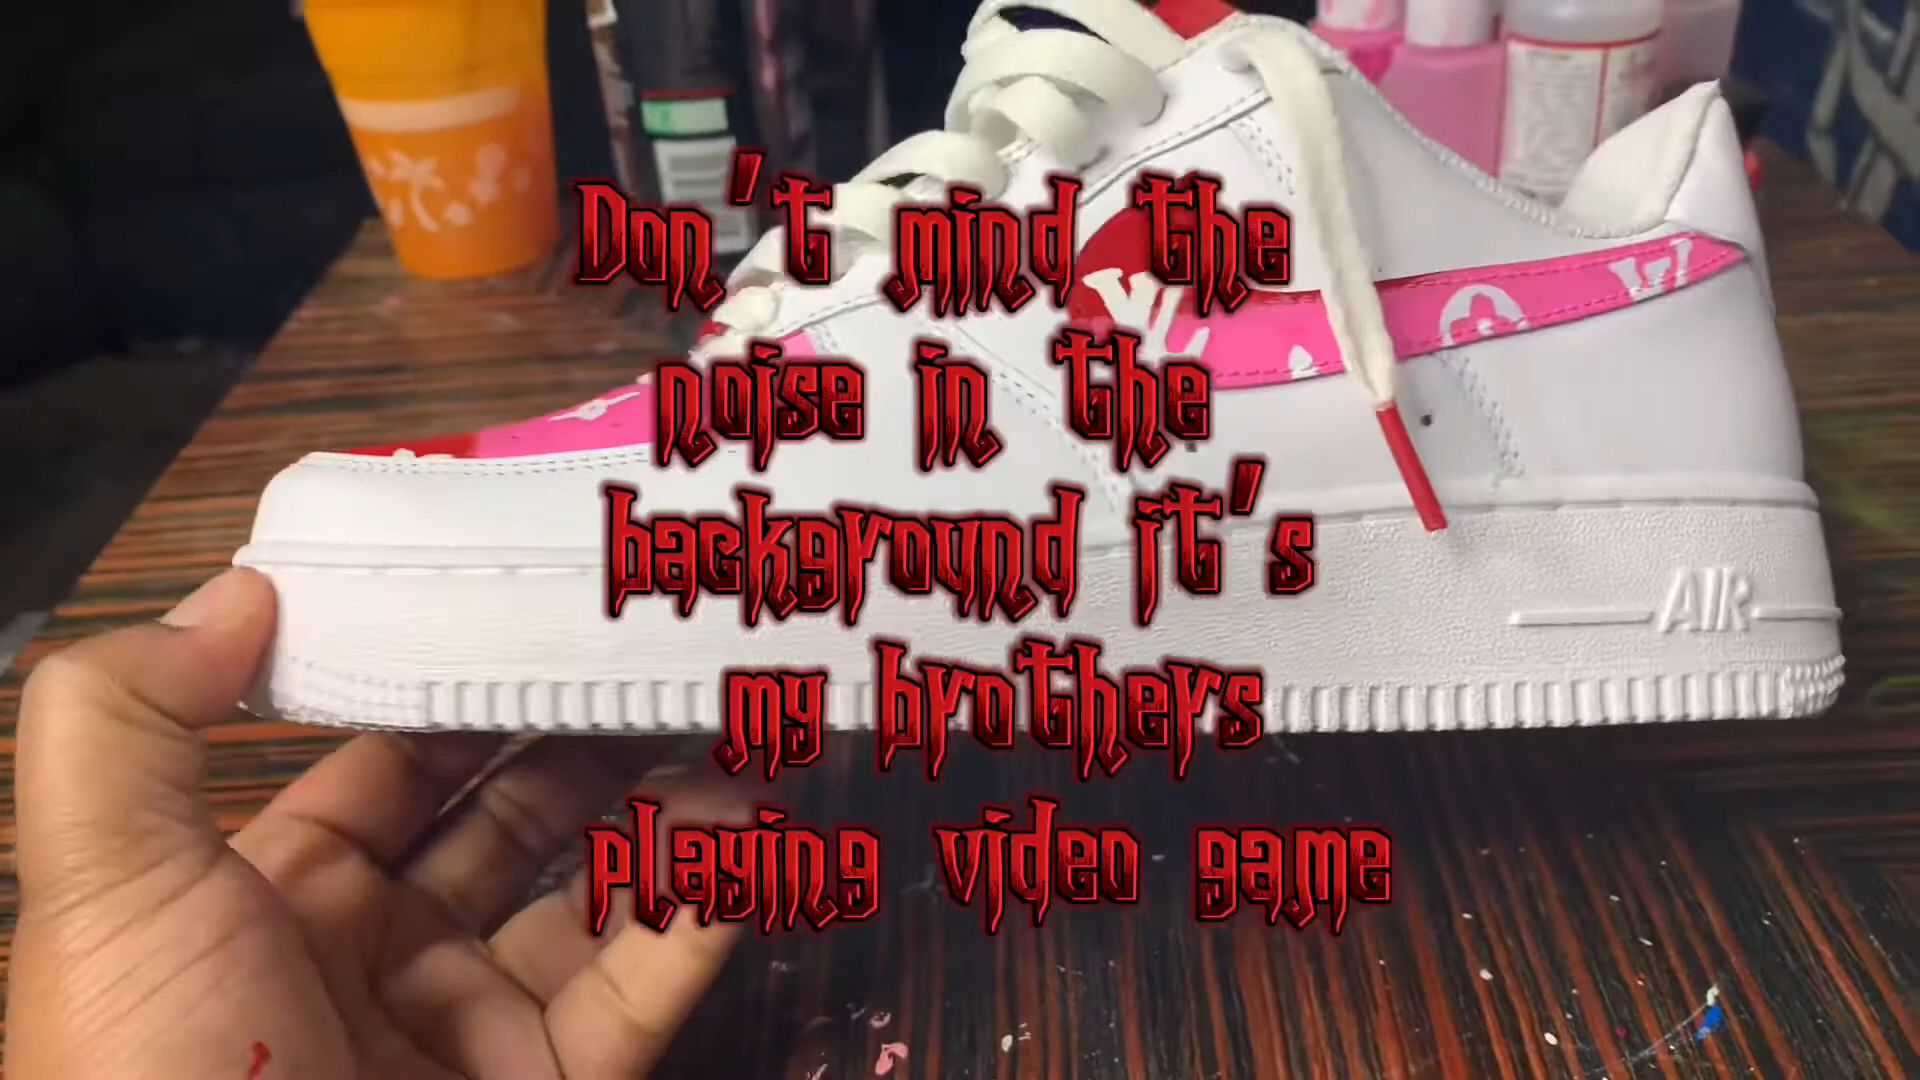 Don't mind the
noise in the
background it's
my brothers
playing video game
AIR